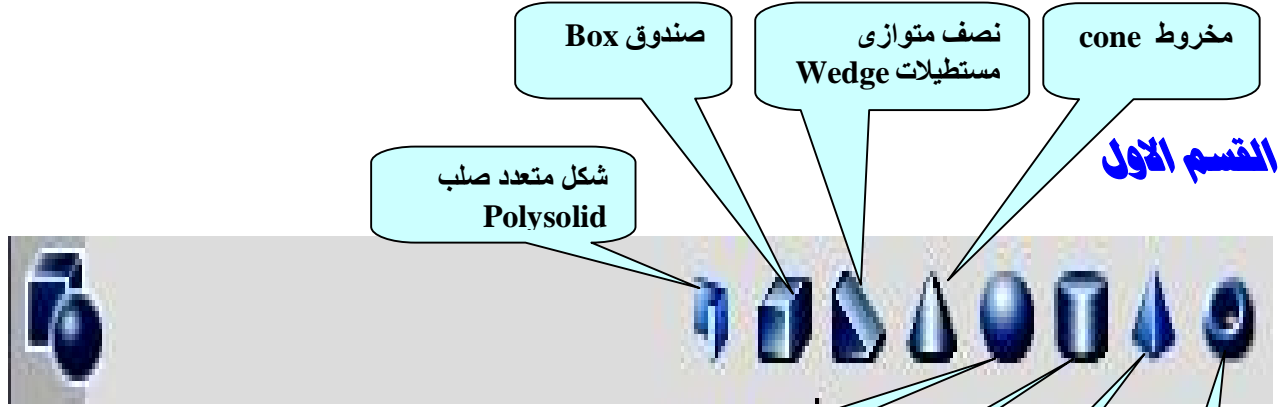 مخروط cone
نصف متوازى
مستطيلات Wedge
صندوق Box
القسم الاول
شكل متعدد صلب
Polysolid